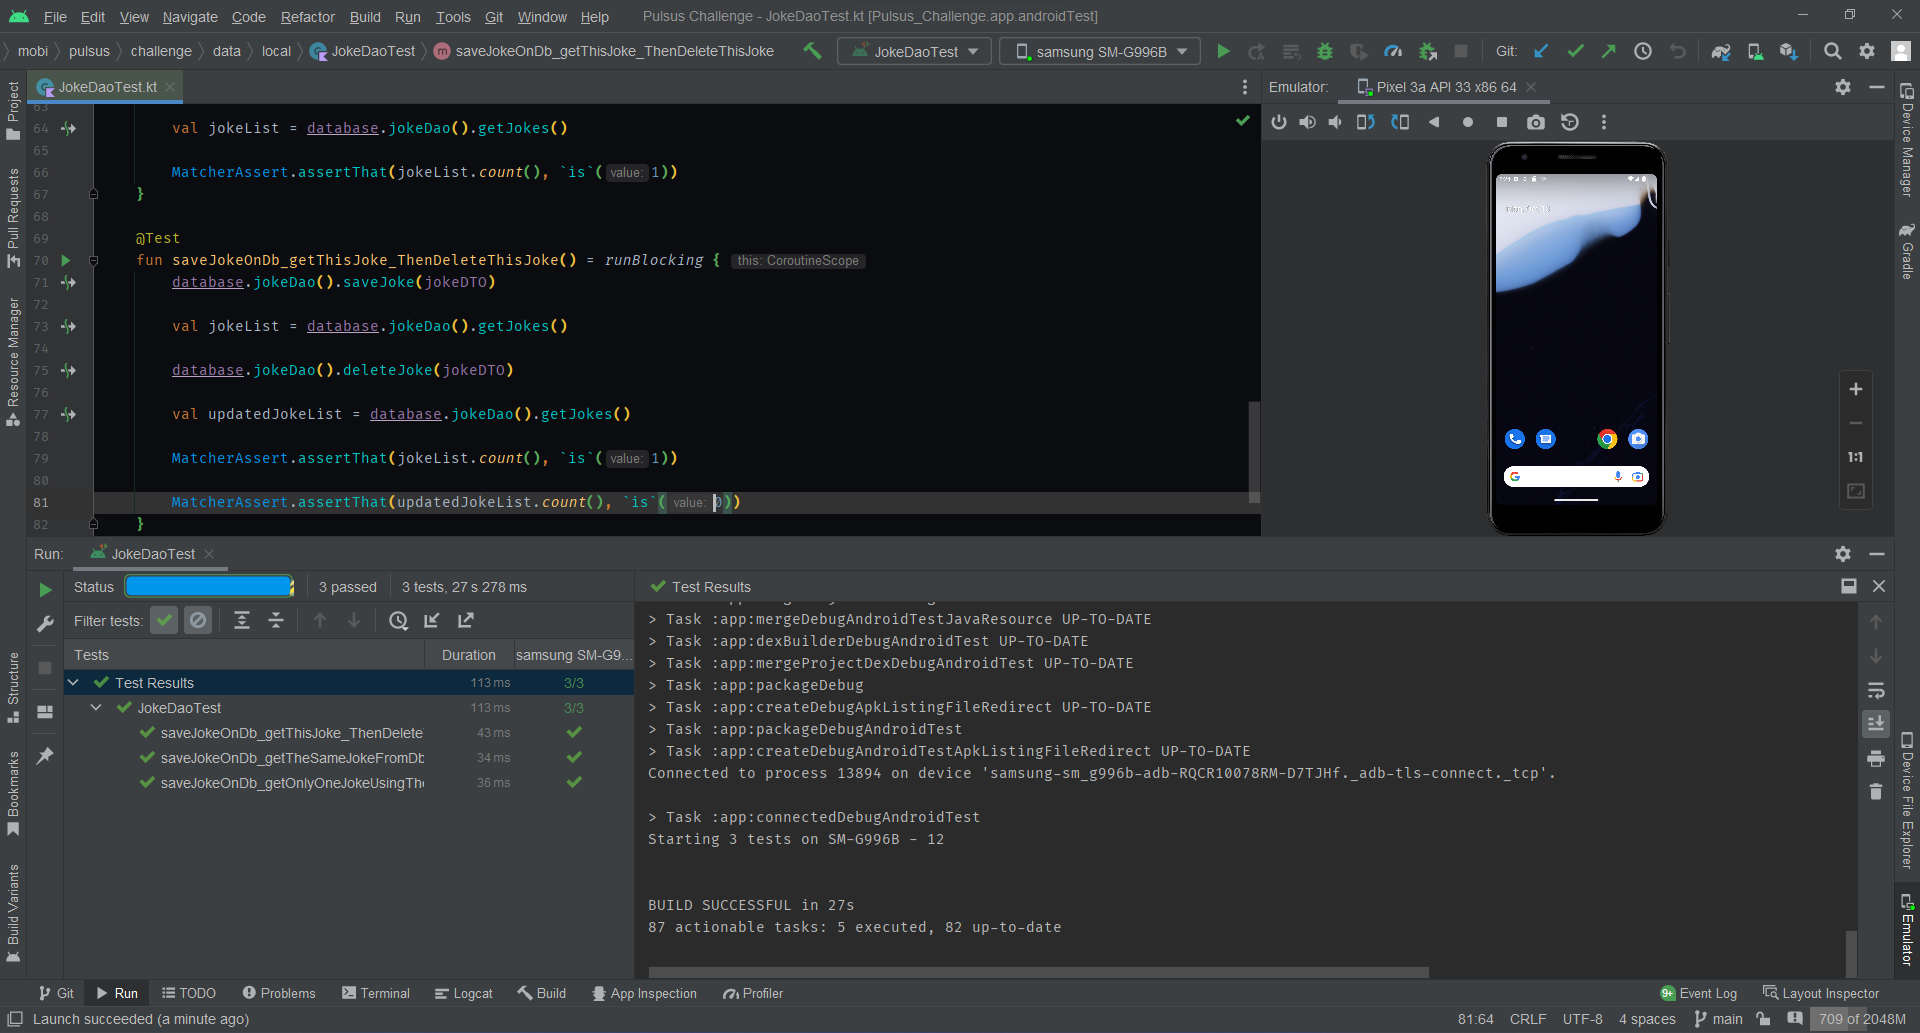 File Edit View Navigate Code Refactor Build Run Tools Git Window Help Pulsus Challenge - JokeDaoTest.kt [Pulsus_Challenge.app.androidTest]
mobi pulsus challenge data local JokeDaoTest saveJokeOnDb_getThisJoke_ThenDeleteThisJoke JokeDaoTest samsung SM-G996B Git:
JokeDaoTest.kt
Emulator: Pixel 3a API 33 x86 64
Project
Pull Requests
Resource Manager
Structure
Bookmarks
Build Variants
63
64 val jokeList = database.jokeDao().getJokes()
65
66 MatcherAssert.assertThat(jokeList.count(), `is`( value: 1))
67 }
68
69 @Test
70 fun saveJokeOnDb_getThisJoke_ThenDeleteThisJoke() = runBlocking { this: CoroutineScope
71 database.jokeDao().saveJoke(jokeDTO)
72
73 val jokeList = database.jokeDao().getJokes()
74
75 database.jokeDao().deleteJoke(jokeDTO)
76
77 val updatedJokeList = database.jokeDao().getJokes()
78
79 MatcherAssert.assertThat(jokeList.count(), `is`( value: 1))
80
81 MatcherAssert.assertThat(updatedJokeList.count(), `is`( value: 0))
82 }
1:1
Device Manager
Gradle
Device File Explorer
Emulator
Run: JokeDaoTest
Status 3 passed 3 tests, 27 s 278 ms
Filter tests:
Tests Duration samsung SM-G9...
Test Results 113 ms 3/3
JokeDaoTest 113 ms 3/3
saveJokeOnDb_getThisJoke_ThenDelete 43 ms
saveJokeOnDb_getTheSameJokeFromDb 34 ms
saveJokeOnDb_getOnlyOneJokeUsingThe 36 ms
Test Results
> Task :app:mergeDebugAndroidTestJavaResource UP-TO-DATE
> Task :app:dexBuilderDebugAndroidTest UP-TO-DATE
> Task :app:mergeProjectDexDebugAndroidTest UP-TO-DATE
> Task :app:packageDebug
> Task :app:createDebugApkListingFileRedirect UP-TO-DATE
> Task :app:packageDebugAndroidTest
> Task :app:createDebugAndroidTestApkListingFileRedirect UP-TO-DATE
Connected to process 13894 on device 'samsung-sm_g996b-adb-RQCR10078RM-D7TJHf._adb-tls-connect._tcp'.
> Task :app:connectedDebugAndroidTest
Starting 3 tests on SM-G996B - 12
BUILD SUCCESSFUL in 27s
87 actionable tasks: 5 executed, 82 up-to-date
Git Run TODO Problems Terminal Logcat Build App Inspection Profiler 9+ Event Log Layout Inspector
Launch succeeded (a minute ago) 81:64 CRLF UTF-8 4 spaces main 709 of 2048M